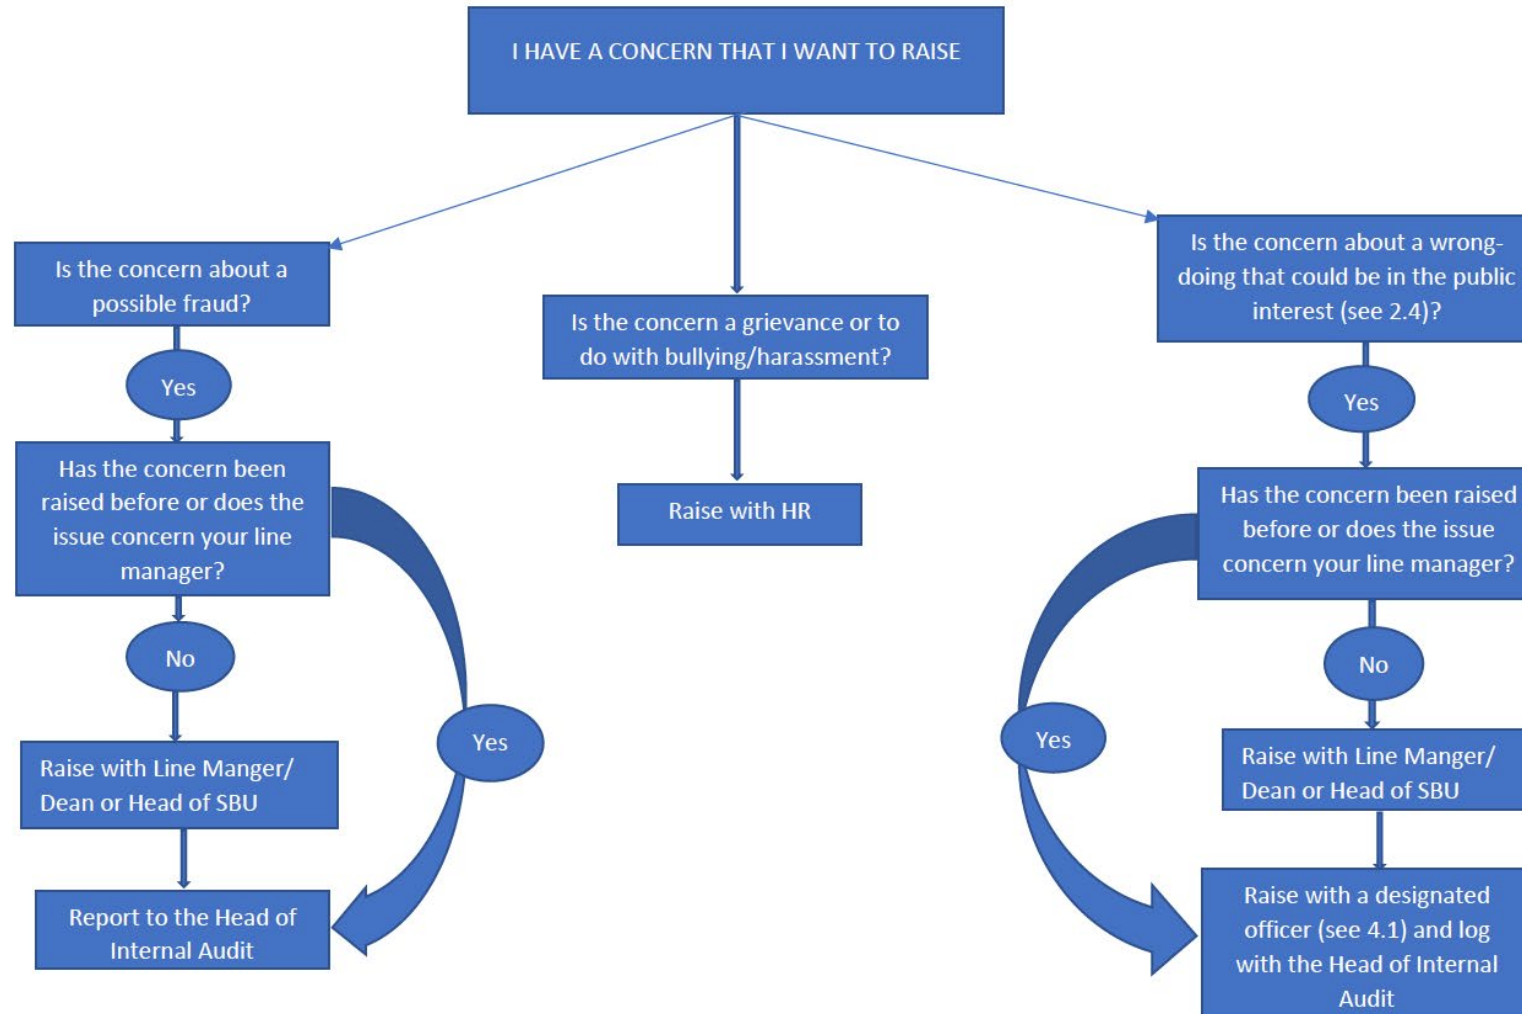 I HAVE A CONCERN THAT I WANT TO RAISE
Is the concern about a
possible fraud?
Yes
Has the concern been
raised before or does the
issue concern your line
manager?
No
Yes
Raise with Line Manger/
Dean or Head of SBU
Report to the Head of
Internal Audit
Is the concern a grievance or to
do with bullying/harassment?
Raise with HR
Is the concern about a wrong-
doing that could be in the public
interest (see 2.4)?
Yes
Has the concern been raised
before or does the issue
concern your line manager?
No
Yes
Raise with Line Manger/
Dean or Head of SBU
Raise with a designated
officer (see 4.1) and log
with the Head of Internal
Audit